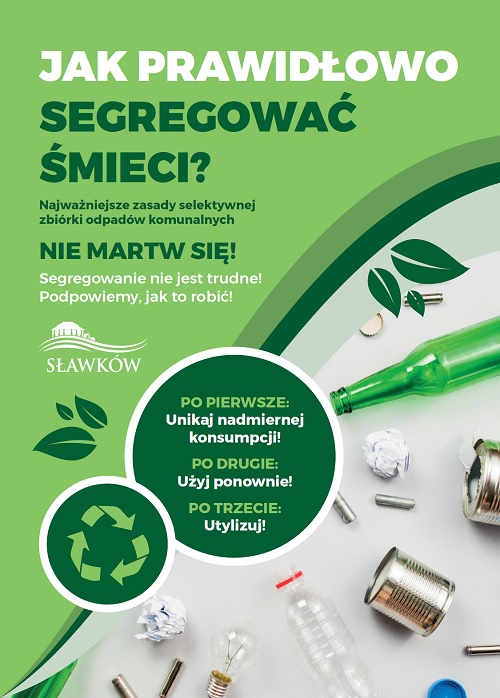 JAK PRAWIDŁOWO
SEGREGOWAĆ
ŚMIECI?
Najważniejsze zasady selektywnej
zbiórki odpadów komunalnych
NIE MARTW SIĘ!
Segregowanie nie jest trudne!
Podpowiemy, jak to robić!
SŁAWKÓW
PO PIERWSZE:
Unikaj nadmiernej
konsumpcji!
PO DRUGIE:
Użyj ponownie!
PO TRZECIE:
Utylizuj!